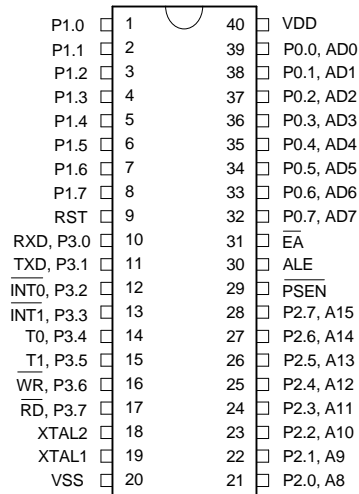 P1.0 1 40 VDD
P1.1 2 39 P0.0, AD0
P1.2 3 38 P0.1, AD1
P1.3 4 37 P0.2, AD2
P1.4 5 36 P0.3, AD3
P1.5 6 35 P0.4, AD4
P1.6 7 34 P0.5, AD5
P1.7 8 33 P0.6, AD6
RST 9 32 P0.7, AD7
RXD, P3.0 10 31 E̅A̅
TXD, P3.1 11 30 ALE
I̅N̅T̅0̅, P3.2 12 29 P̅S̅E̅N̅
I̅N̅T̅1̅, P3.3 13 28 P2.7, A15
T0, P3.4 14 27 P2.6, A14
T1, P3.5 15 26 P2.5, A13
W̅R̅, P3.6 16 25 P2.4, A12
R̅D̅, P3.7 17 24 P2.3, A11
XTAL2 18 23 P2.2, A10
XTAL1 19 22 P2.1, A9
VSS 20 21 P2.0, A8